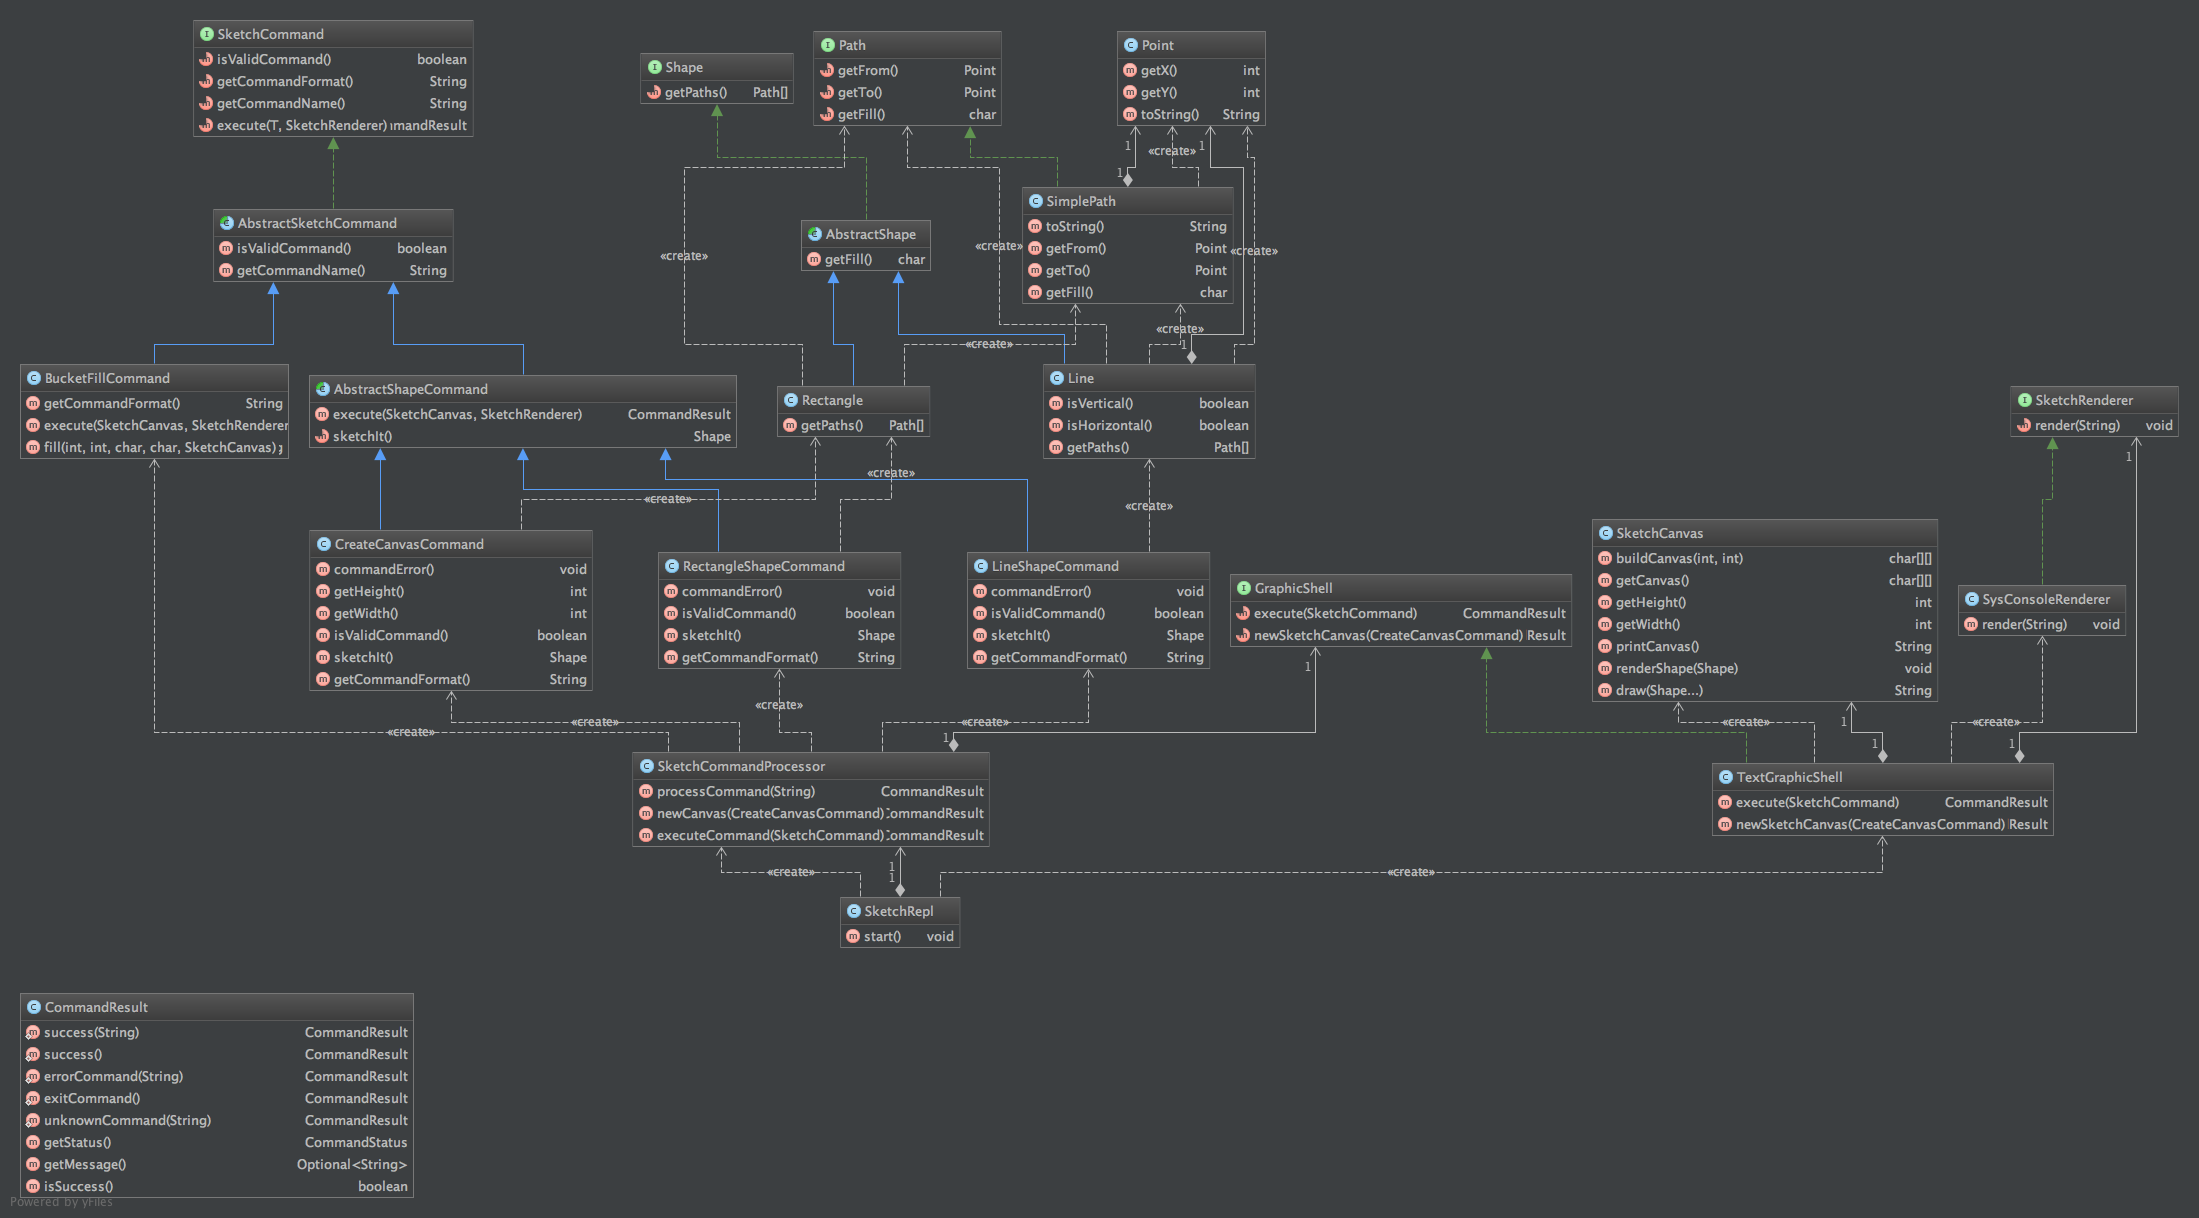 SketchCommand
isValidCommand() boolean
getCommandFormat() String
getCommandName() String
execute(T, SketchRenderer) mmandResult
Shape
getPaths() Path[]
Path
getFrom() Point
getTo() Point
getFill() char
Point
getX() int
getY() int
toString() String
1 «create» 1
1
AbstractSketchCommand
isValidCommand() boolean
getCommandName() String
AbstractShape
getFill() char
SimplePath
toString() String
getFrom() Point
getTo() Point
getFill() char
«create»
«create»
«create»
«create»
«create»
1
BucketFillCommand
getCommandFormat() String
execute(SketchCanvas, SketchRenderer
fill(int, int, char, char, SketchCanvas)
AbstractShapeCommand
execute(SketchCanvas, SketchRenderer) CommandResult
sketchIt() Shape
Rectangle
getPaths() Path[]
Line
isVertical() boolean
isHorizontal() boolean
getPaths() Path[]
SketchRenderer
render(String) void
1
«create»
«create»
«create»
CreateCanvasCommand
commandError() void
getHeight() int
getWidth() int
isValidCommand() boolean
sketchIt() Shape
getCommandFormat() String
RectangleShapeCommand
commandError() void
isValidCommand() boolean
sketchIt() Shape
getCommandFormat() String
LineShapeCommand
commandError() void
isValidCommand() boolean
sketchIt() Shape
getCommandFormat() String
GraphicShell
execute(SketchCommand) CommandResult
newSketchCanvas(CreateCanvasCommand) Result
SketchCanvas
buildCanvas(int, int) char[][]
getCanvas() char[][]
getHeight() int
getWidth() int
printCanvas() String
renderShape(Shape) void
draw(Shape...) String
SysConsoleRenderer
render(String) void
1
«create»
«create»
«create»
«create»
1
«create»
1
1
«create»
1
SketchCommandProcessor
processCommand(String) CommandResult
newCanvas(CreateCanvasCommand) CommandResult
executeCommand(SketchCommand) CommandResult
TextGraphicShell
execute(SketchCommand) CommandResult
newSketchCanvas(CreateCanvasCommand) Result
«create»
1
1
«create»
SketchRepl
start() void
CommandResult
success(String) CommandResult
success() CommandResult
errorCommand(String) CommandResult
exitCommand() CommandResult
unknownCommand(String) CommandResult
getStatus() CommandStatus
getMessage() Optional<String>
isSuccess() boolean
Powered by yFiles